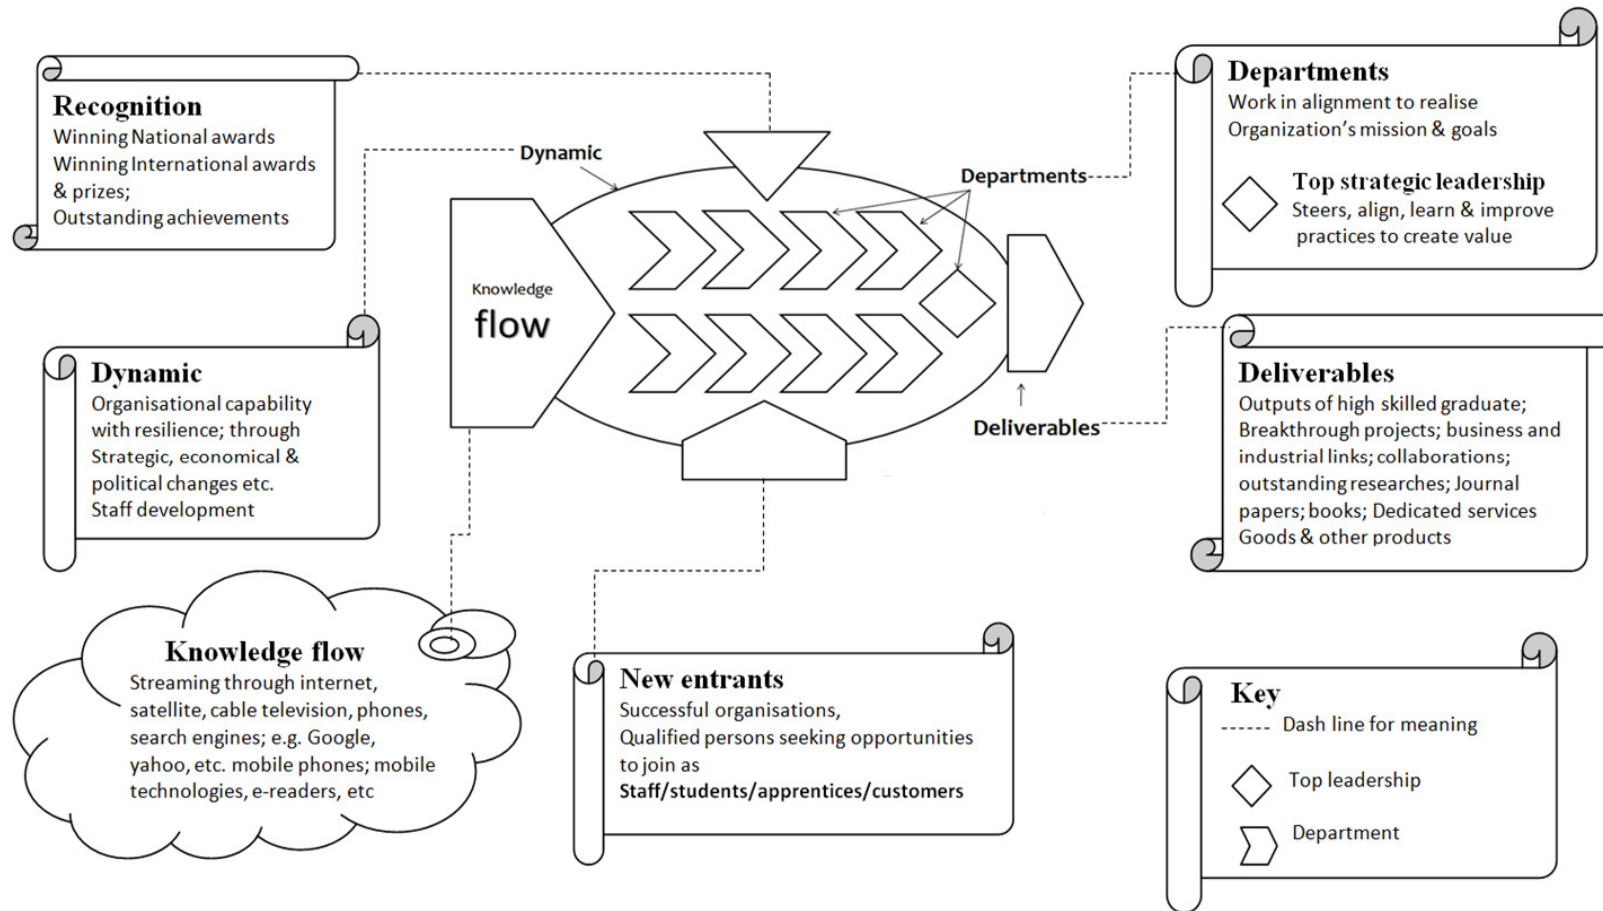 Recognition
Winning National awards
Winning International awards
& prizes;
Outstanding achievements
Dynamic
Departments
Knowledge
flow
Deliverables
Departments
Work in alignment to realise
Organization's mission & goals
Top strategic leadership
Steers, align, learn & improve
practices to create value
Dynamic
Organisational capability
with resilience; through
Strategic, economical &
political changes etc.
Staff development
Deliverables
Outputs of high skilled graduate;
Breakthrough projects; business and
industrial links; collaborations;
outstanding researches; Journal
papers; books; Dedicated services
Goods & other products
Knowledge flow
Streaming through internet,
satellite, cable television, phones,
search engines; e.g. Google,
yahoo, etc. mobile phones; mobile
technologies, e-readers, etc
New entrants
Successful organisations,
Qualified persons seeking opportunities
to join as
Staff/students/apprentices/customers
Key
Dash line for meaning
Top leadership
Department